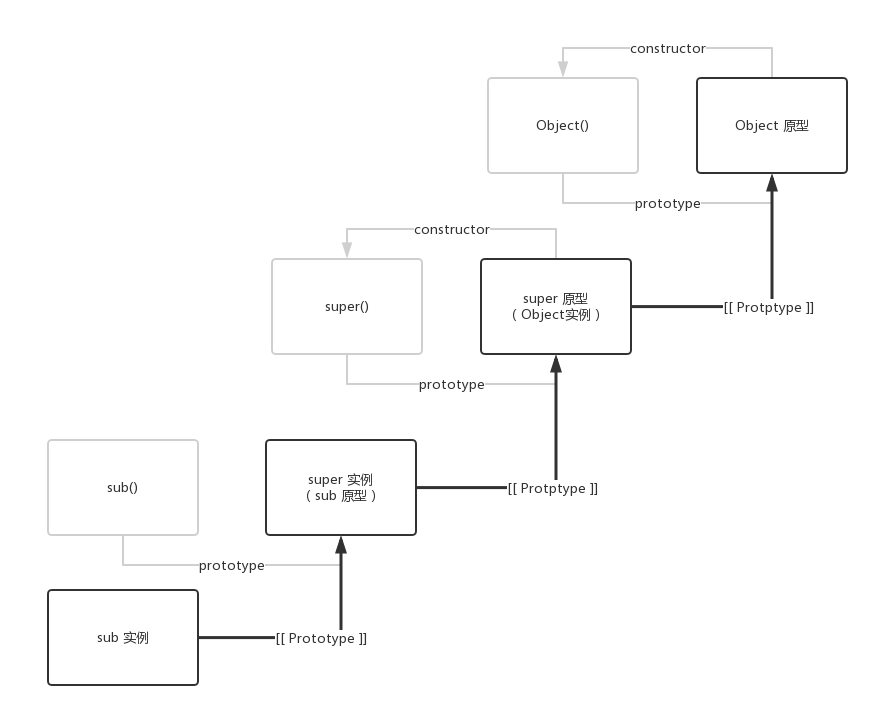 constructor
Object()
Object 原型
prototype
constructor
super()
super 原型
( Object实例 )
[[ Protptype ]]
prototype
sub()
super 实例
( sub 原型 )
[[ Protptype ]]
prototype
sub 实例
[[ Prototype ]]